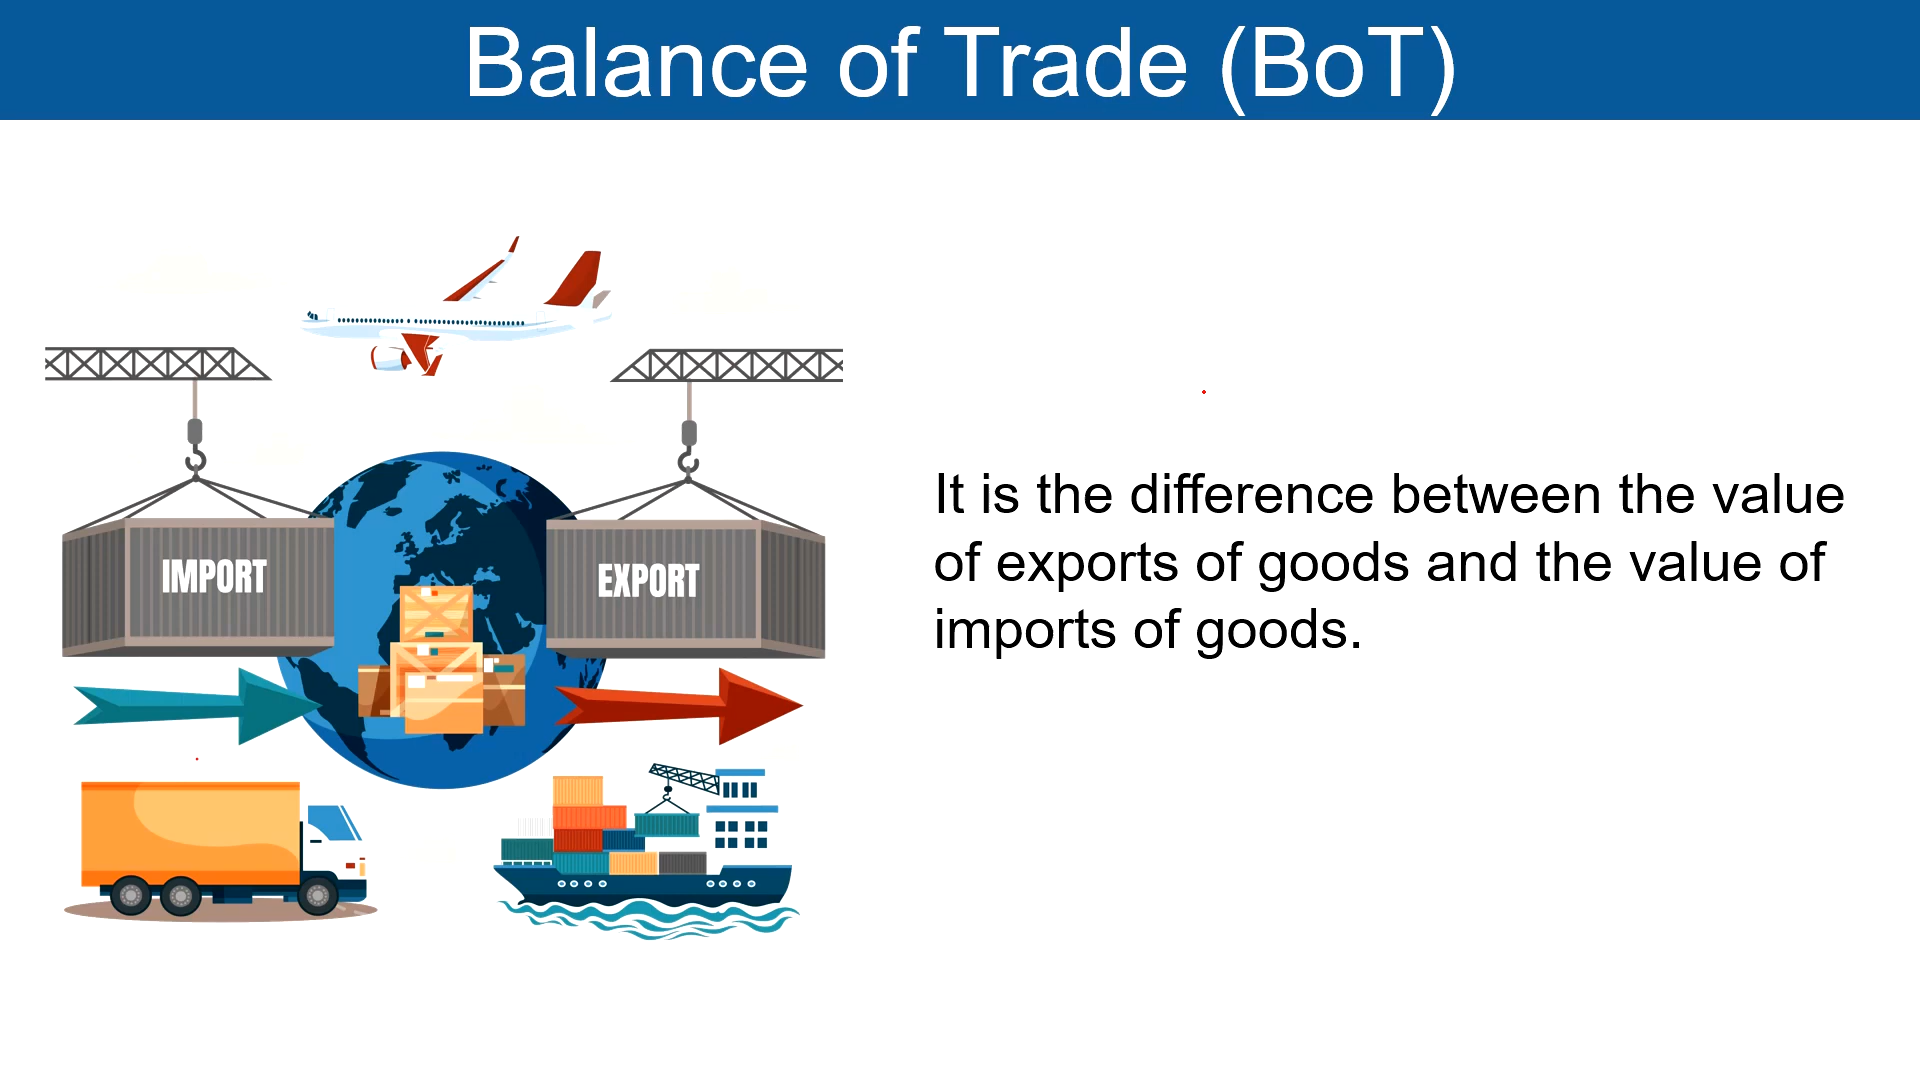 Balance of Trade (BoT)
IMPORT
EXPORT
It is the difference between the value
of exports of goods and the value of
imports of goods.